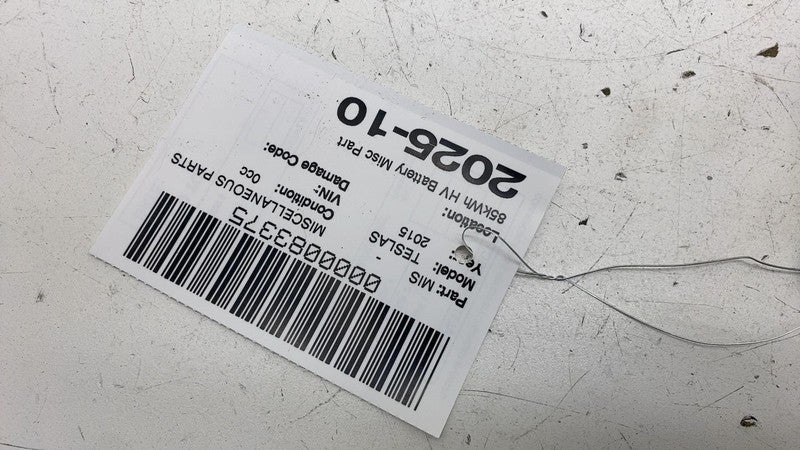 0000083375
Part: MIS - MISCELLANEOUS PARTS
Model: TESLAS Condition: 0cc
Year: 2015 VIN:-
Location: Damage Code:
85kWh HV Battery Misc Part
2025-10